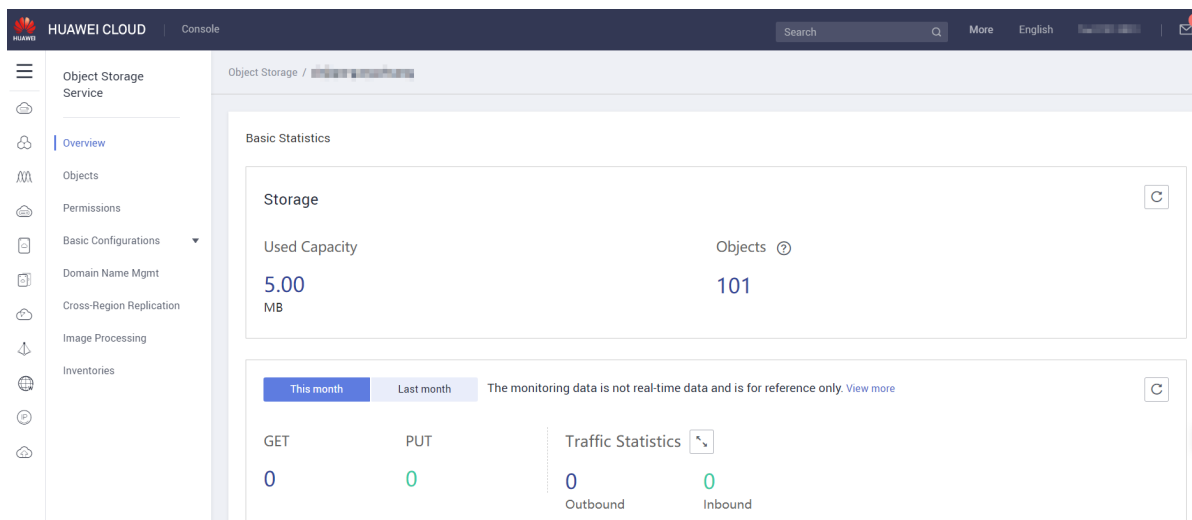 HUAWEI
HUAWEI CLOUD
Console
Search
More
English
Object Storage
Service
Overview
Objects
Permissions
Basic Configurations
Domain Name Mgmt
Cross-Region Replication
Image Processing
Inventories
Object Storage /
Basic Statistics
Storage
Used Capacity
5.00
MB
Objects ?
101
This month
Last month
The monitoring data is not real-time data and is for reference only. View more
GET
0
PUT
0
Traffic Statistics
0
Outbound
0
Inbound